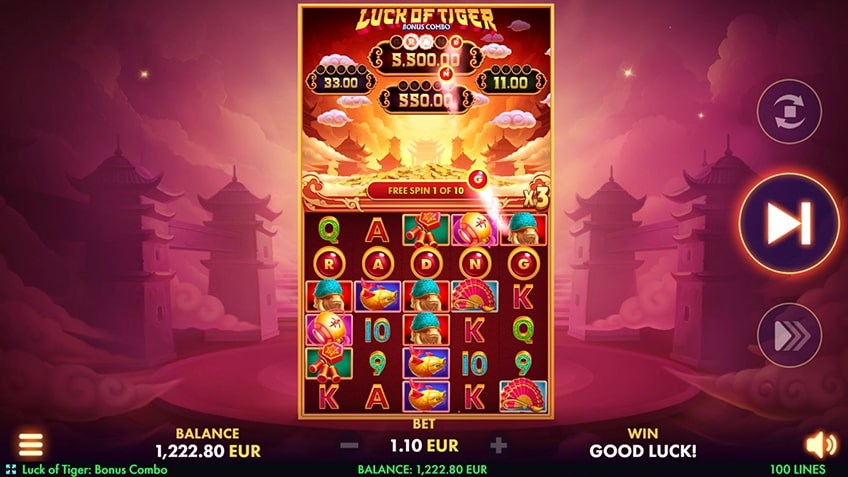 LUCK OF TIGER
BONUS COMBO
R A N D
5,500.00
N
33.00
11.00
550.00
G
FREE SPIN 1 OF 10
X3
Q A
R A D N G
K
10 K Q
9 10 9
K A K
BALANCE
1,222.80 EUR
BET
1.10 EUR
WIN
GOOD LUCK!
Luck of Tiger: Bonus Combo
BALANCE: 1,222.80 EUR
100 LINES